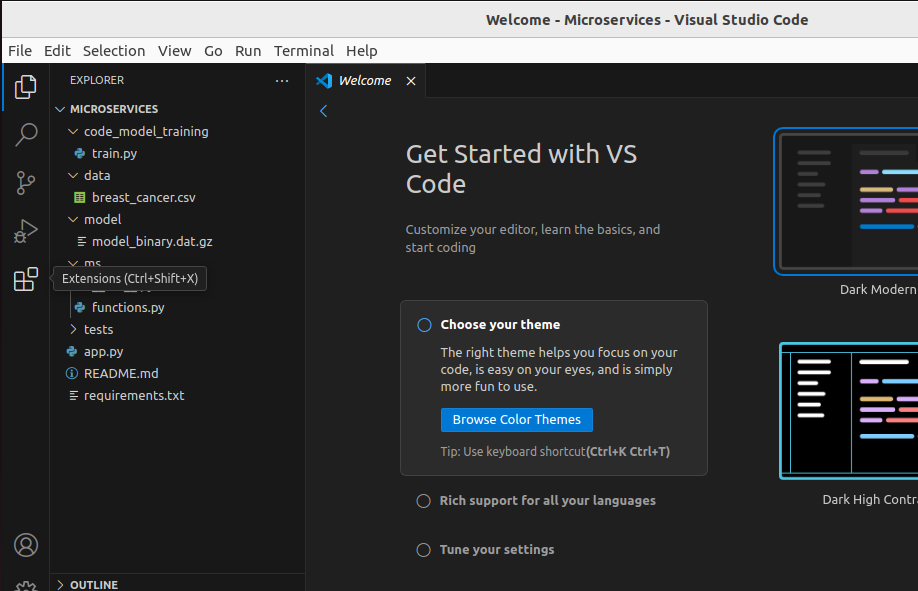 Welcome - Microservices - Visual Studio Code
File Edit Selection View Go Run Terminal Help
EXPLORER
MICROSERVICES
code_model_training
train.py
data
breast_cancer.csv
model
model_binary.dat.gz
ms
Extensions (Ctrl+Shift+X)
functions.py
tests
app.py
README.md
requirements.txt
OUTLINE
Welcome
Get Started with VS
Code
Customize your editor, learn the basics, and
start coding
Choose your theme
The right theme helps you focus on your
code, is easy on your eyes, and is simply
more fun to use.
Browse Color Themes
Tip: Use keyboard shortcut(Ctrl+K Ctrl+T)
Rich support for all your languages
Tune your settings
Dark Modern
Dark High Contra